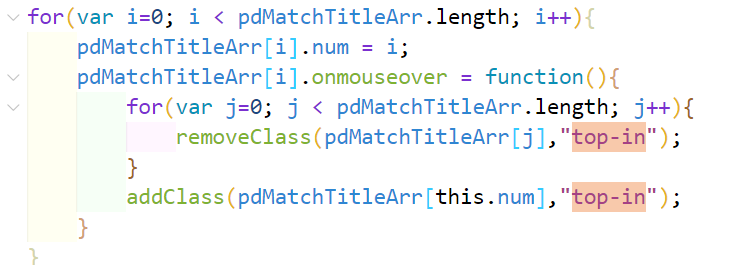 for(var i=0; i < pdMatchTitleArr.length; i++){
pdMatchTitleArr[i].num = i;
pdMatchTitleArr[i].onmouseover = function(){
for(var j=0; j < pdMatchTitleArr.length; j++){
removeClass(pdMatchTitleArr[j],"top-in");
}
addClass(pdMatchTitleArr[this.num],"top-in");
}
}